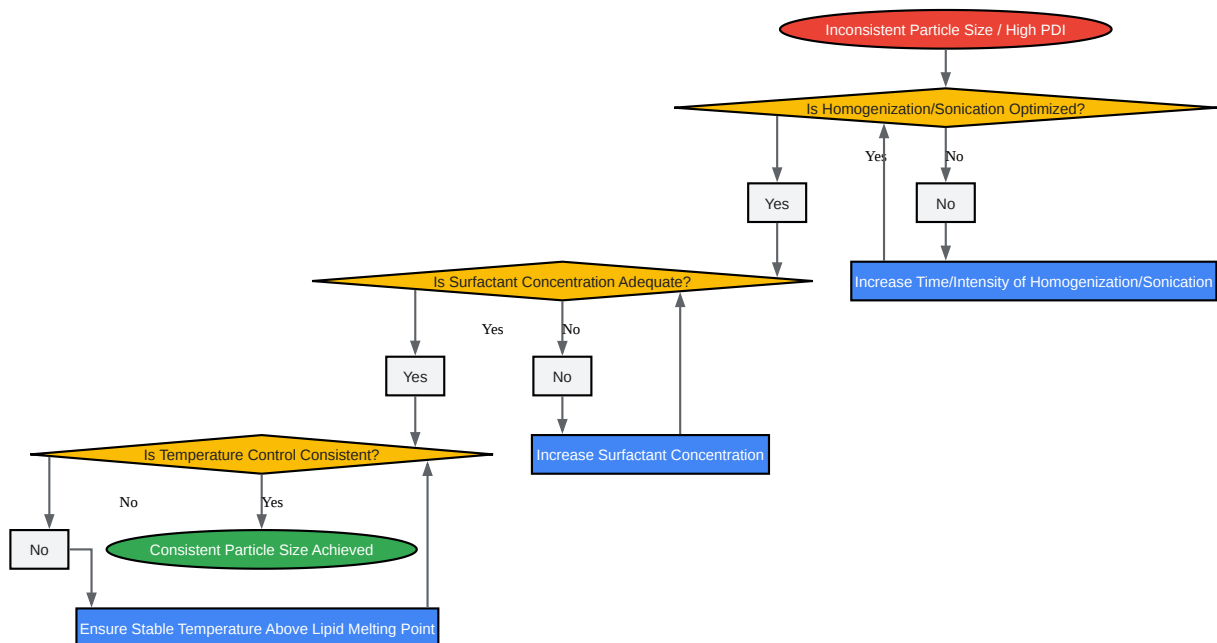 Inconsistent Particle Size / High PDI
Is Homogenization/Sonication Optimized?
Yes
No
Yes
No
Increase Time/Intensity of Homogenization/Sonication
Is Surfactant Concentration Adequate?
Yes
No
Yes
No
Increase Surfactant Concentration
Is Temperature Control Consistent?
No
Yes
No
Consistent Particle Size Achieved
Ensure Stable Temperature Above Lipid Melting Point